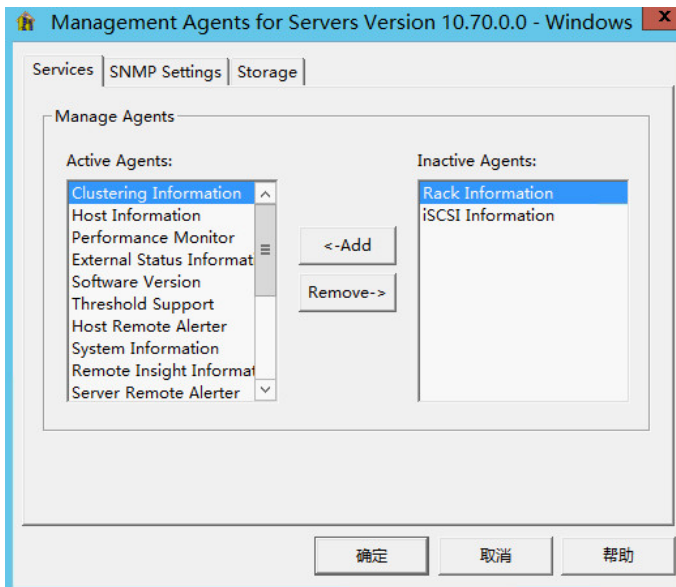 Management Agents for Servers Version 10.70.0.0 - Windows
Services SNMP Settings Storage
Manage Agents
Active Agents:
Inactive Agents:
Clustering Information
Host Information
Performance Monitor
External Status Informat
Software Version
Threshold Support
Host Remote Alerter
System Information
Remote Insight Informat
Server Remote Alerter
<-Add
Remove->
Rack Information
iSCSI Information
确定 取消 帮助